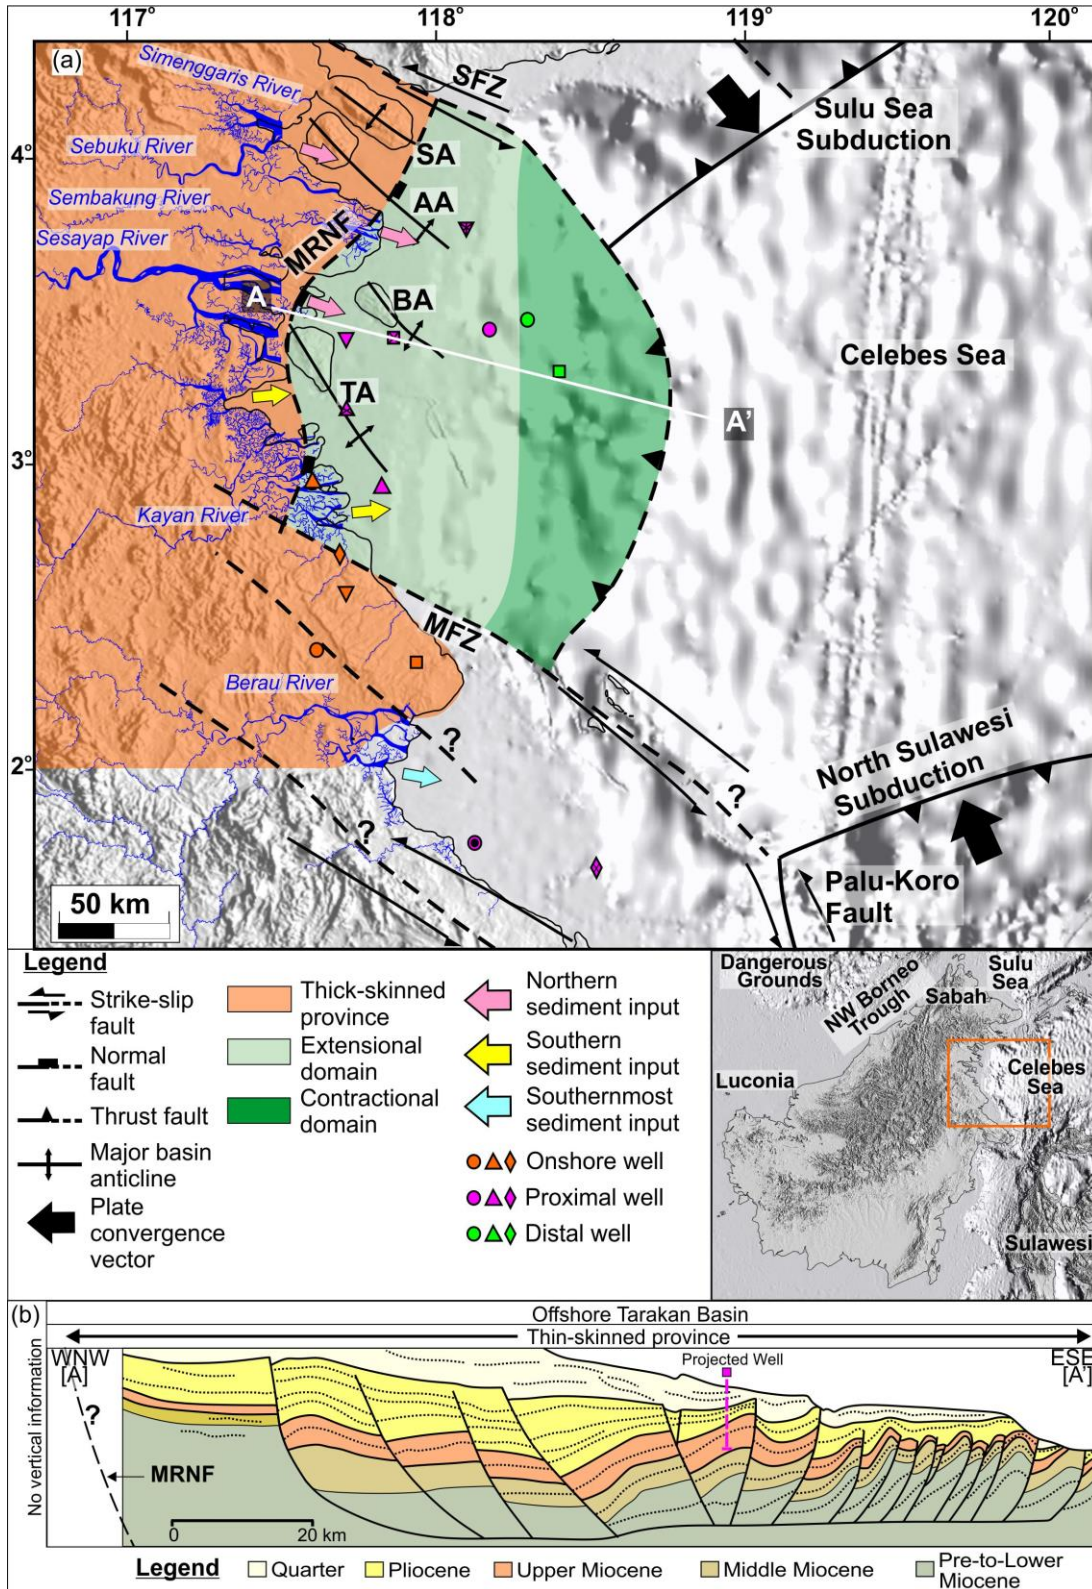 117° 118° 119° 120°
(a)
4°
3°
2°
Simenggaris River
Sebuku River
Sembakung River
Sesayap River
Kayan River
Berau River
SFZ
SA
AA
MRNF
BA
TA
MFZ
A
A'
Sulu Sea
Subduction
Celebes Sea
North Sulawesi
Subduction
Palu-Koro
Fault
?
?
?
50 km
Legend
Strike-slip
fault
Normal
fault
Thrust fault
Major basin
anticline
Plate
convergence
vector
Thick-skinned
province
Extensional
domain
Contractional
domain
Northern
sediment input
Southern
sediment input
Southernmost
sediment input
Onshore well
Proximal well
Distal well
Dangerous
Grounds
NW Borneo
Trough
Sulu
Sea
Sabah
Luconia
Celebes
Sea
Sulawesi
(b)
Offshore Tarakan Basin
Thin-skinned province
No vertical information
WNW
[A]
?
MRNF
Projected Well
ESE
[A']
0 20 km
Legend Quarter Pliocene Upper Miocene Middle Miocene Pre-to-Lower
Miocene